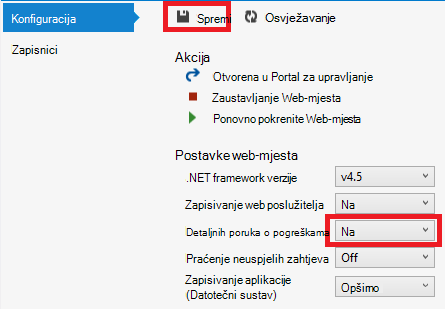 Konfiguracija
Zapisnici
Spremi Osvježavanje
Akcija
Otvorena u Portal za upravljanje
Zaustavljanje Web-mjesta
Ponovno pokrenite Web-mjesta
Postavke web-mjesta
.NET framework verzije v4.5
Zapisivanje web poslužitelja Na
Detaljnih poruka o pogreškama Na
Praćenje neuspjelih zahtjeva Off
Zapisivanje aplikacije
(Datotečni sustav) Opšimo